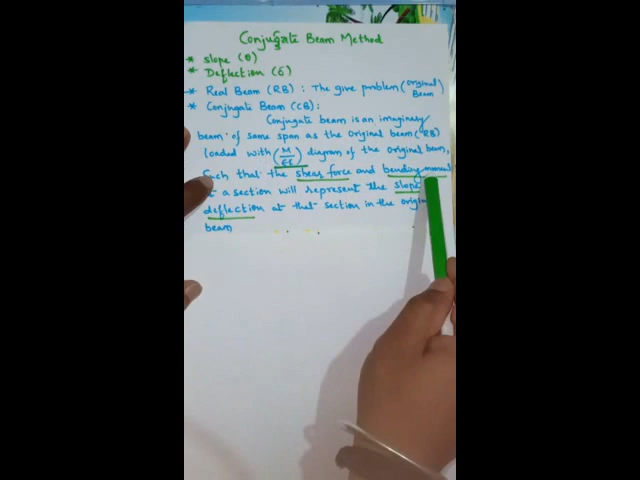 Conjugate Beam Method
* slope (θ)
* Deflection (δ)
* Real Beam (RB) : The give problem (original Beam)
* Conjugate Beam (CB) :
Conjugate beam is an imaginary
beam of same span as the original beam (RB)
loaded with (M/EI) diagram of the original beam,
Such that the shear force and bending moment
at a section will represent the slope
deflection at that section in the origin
beam